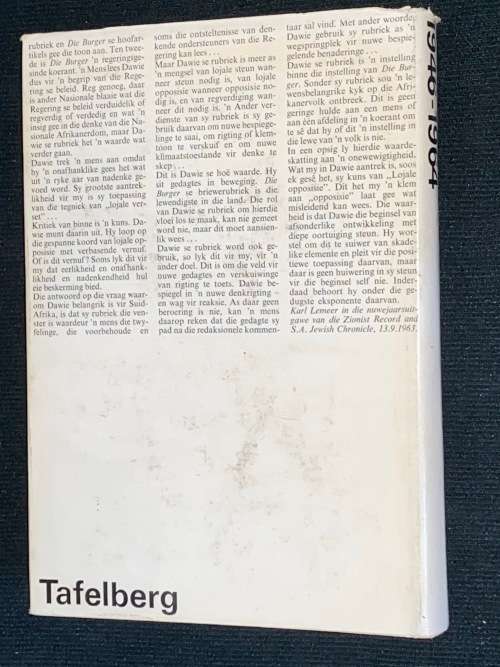 rubriek en Die Burger se hoofar-
tikels gee die toon aan. Ten twee-
de is Die Burger 'n regeringsge-
sinde koerant. 'n Mens lees Dawie
dus vir 'n begrip van die Rege-
ring se beleid. Reg genoeg, daar
is ander Nasionale blaaie wat die
Regering se beleid verduidelik of
regverdig of verdedig en wat 'n
insig gee in die denke van die Na-
sionale Afrikanerdom, maar Da-
wie se rubriek het 'n waarde wat
verder gaan.
Dawie trek 'n mens aan omdat
hy 'n onafhanklike gees het wat
uit 'n ryke aar van nadenke ge-
voed word. Sy grootste aantrek-
likheid vir my is sy toepassing
van die tegniek van „lojale ver-
set" . . .
Kritiek van binne is 'n kuns. Da-
wie munt daarin uit. Hy loop op
die gespanne koord van lojale op-
posisie met verbasende vernuf.
Of is dit vernuf? Soms lyk dit vir
my dat eerlikheid en onafhank-
likheid en nadenkendheid hul
eie beskerming bied.
Die antwoord op die vraag waar-
om Dawie belangrik is vir Suid-
Afrika, is dat sy rubriek die ven-
ster is waardeur 'n mens die twy-
felinge, die voorbehoude en
soms die ontsteltenisse van den-
kende ondersteuners van die Re-
gering kan lees . . .
Maar Dawie se rubriek is meer as
'n mengsel van lojale steun wan-
neer steun nodig is, van lojale
opposisie wanneer opposisie no-
dig is, en van regverdiging wan-
neer dit nodig is. 'n Ander ver-
dienste van sy rubriek is sy ge-
bruik daarvan om nuwe bespiege-
linge te saai, om rigting of klem-
toon te verskuif en om nuwe
klimaatstoestande vir denke te
skep . . .
Dit is Dawie se hoë waarde. Hy
sit gedagtes in beweging. Die
Burger se briewerubriek is die
lewendigste in die land. Die rol
van Dawie se rubriek om hierdie
vloei los te maak, kan nie gemeet
word nie, maar dit moet aansien-
lik wees . . .
Dawie se rubriek word ook ge-
bruik, so lyk dit vir my, vir 'n
ander doel. Dit is om die veld vir
nuwe gedagtes en verskuiwinge
van rigting te toets. Dawie be-
spiegel in 'n nuwe denkrigting –
en wag vir reaksie. As daar geen
beroering is nie, kan 'n mens
daarop reken dat die gedagte sy
pad na die redaksionele kommen-
taar sal vind. Met ander woorde,
Dawie gebruik sy rubriek as 'n
wegspringplek vir nuwe bespie-
gelende benaderinge . . .
Dawie se rubriek is 'n instelling
binne die instelling van Die Bur-
ger. Sonder sy rubriek sou 'n le-
wensbelangrike kyk op die Afri-
kanervolk ontbreek. Dit is geen
geringe hulde aan een mens of
aan één afdeling in 'n koerant om
te sê dat hy of dit 'n instelling in
die lewe van 'n volk is nie.
In een opsig ly hierdie waarde-
skatting aan 'n onewewigtigheid.
Wat my in Dawie aantrek is, soos
ek gesê het, sy kuns van „Lojale
opposisie". Dit het my 'n klem
aan „opposisie" laat gee wat
misleidend kan wees. Die waar-
heid is dat Dawie die beginsel van
afsonderlike ontwikkeling met
diepe oortuiging steun. Hy wor-
stel om dit te suiwer van skade-
like elemente en pleit vir die posi-
tiewe toepassing daarvan, maar
daar is geen huiwering in sy steun
vir die beginsel self nie. Inder-
daad behoort hy onder die ge-
dugste eksponente daarvan.
Karl Lemeer in die nuwejaarsuit-
gawe van die Zionist Record and
S.A. Jewish Chronicle, 13.9.1963.
Tafelberg
1946-1964